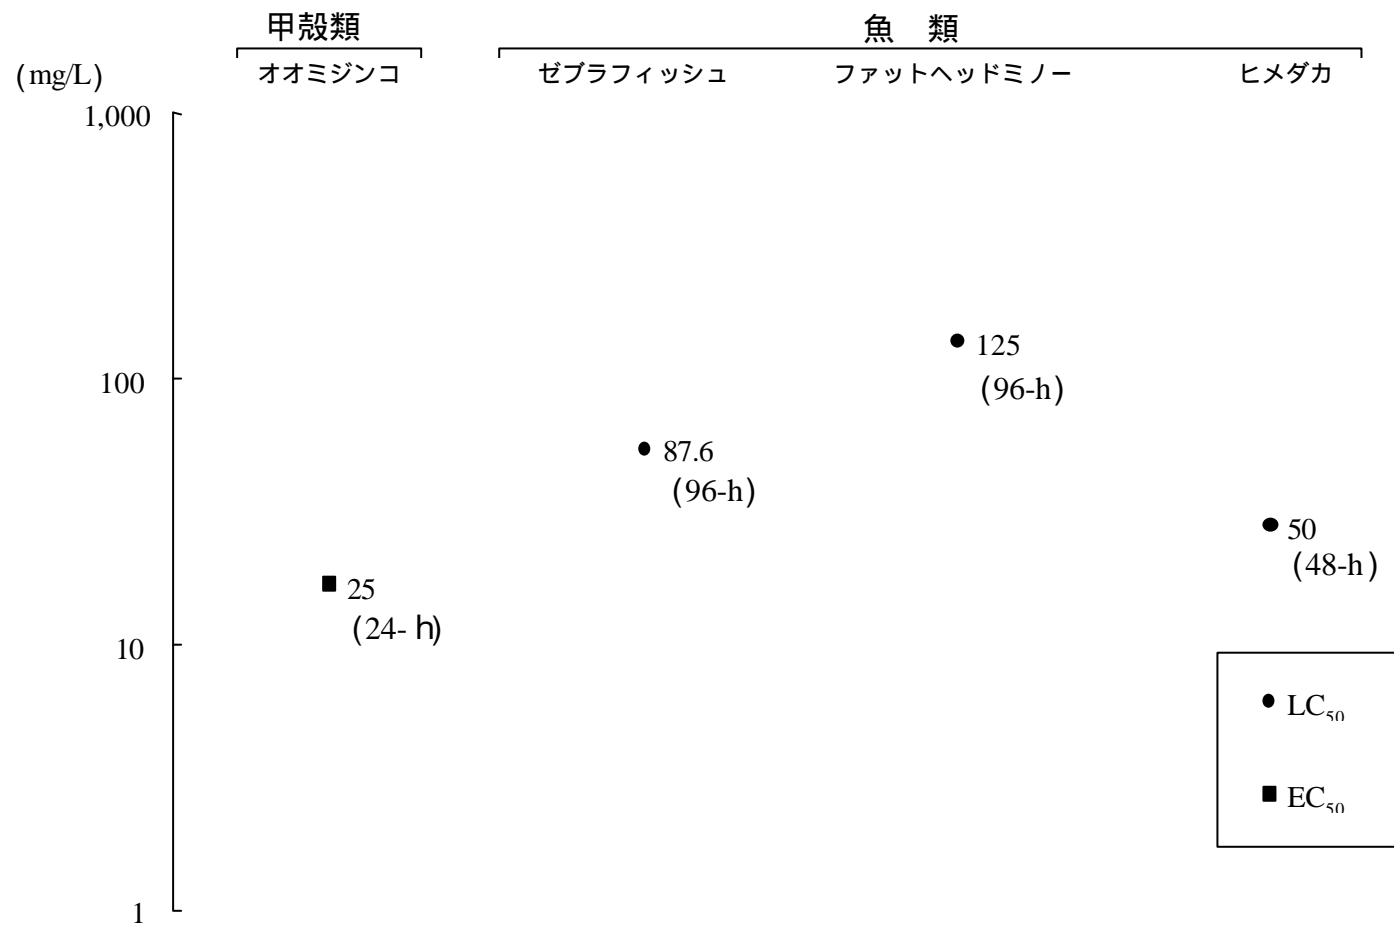 甲殻類
魚 類
(mg/L)
オオミジンコ
ゼブラフィッシュ
ファットヘッドミノー
ヒメダカ
1,000
125
(96-h)
100
87.6
(96-h)
50
(48-h)
25
(24- h)
10
LC50
EC50
1